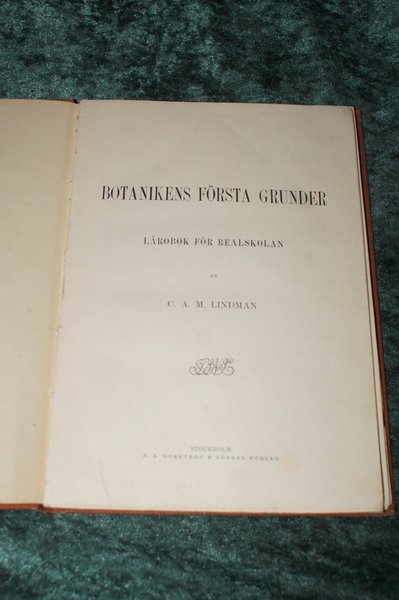 BOTANIKENS FÖRSTA GRUNDER
LÄROBOK FÖR REALSKOLAN
AV
C. A. M. LINDMAN
STOCKHOLM
P. A. NORSTEDT & SÖNERS FÖRLAG